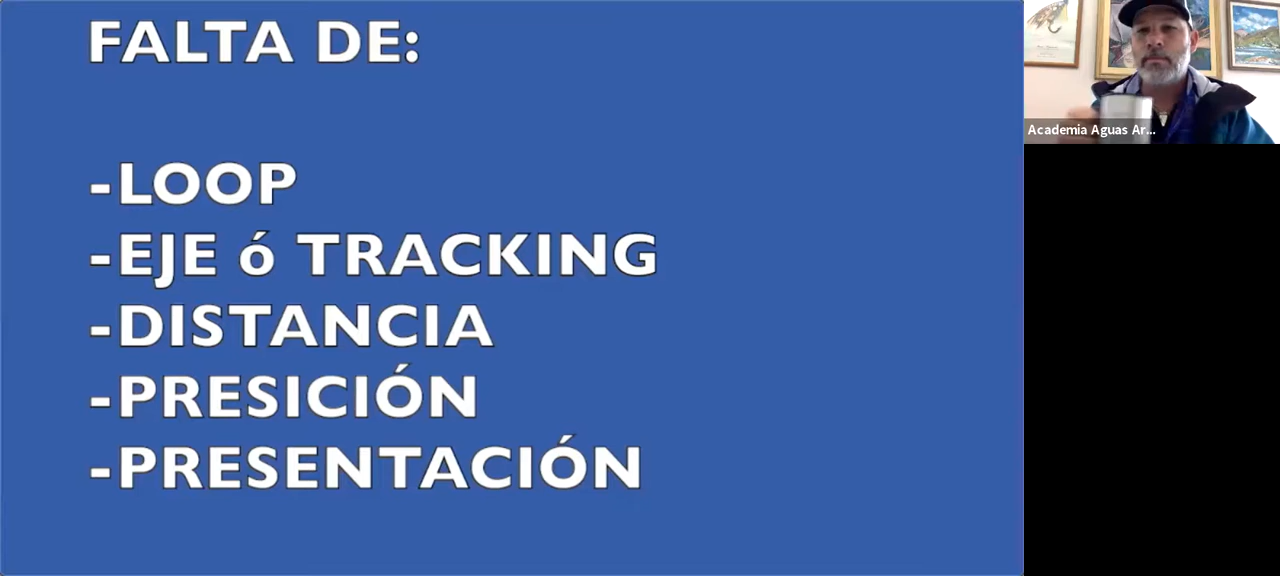 FALTA DE:
-LOOP
-EJE ó TRACKING
-DISTANCIA
-PRESICIÓN
-PRESENTACIÓN
Academia Aguas Ar...